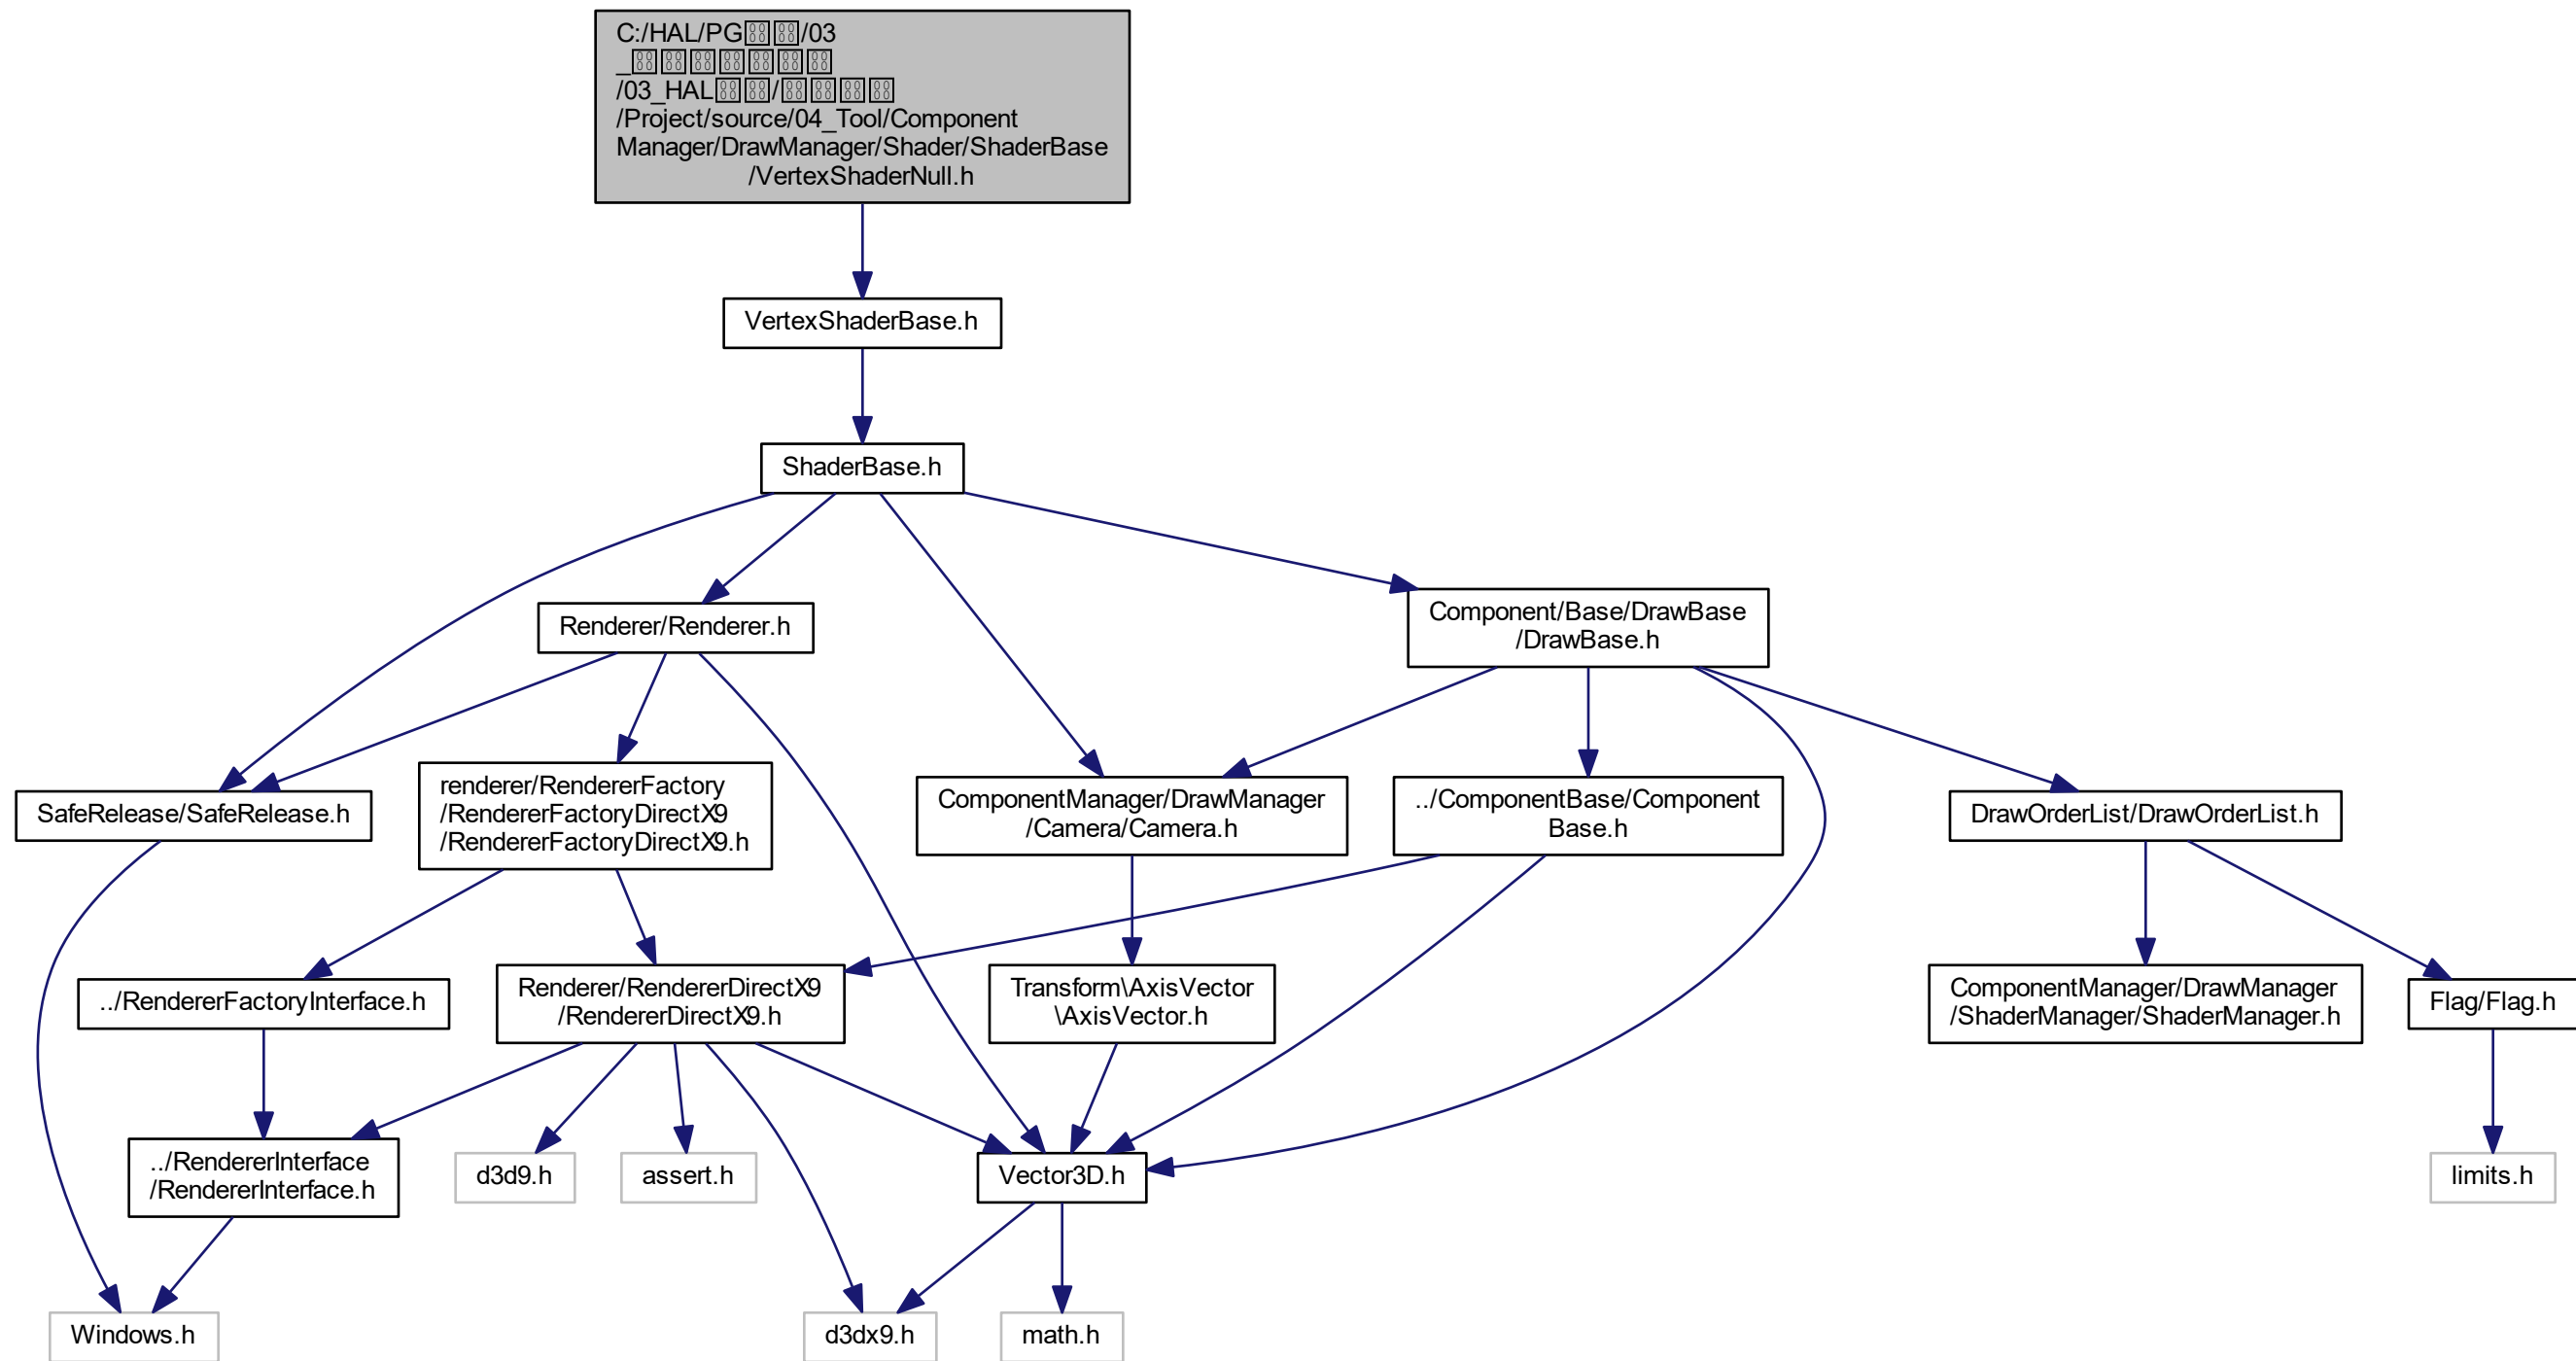 C:/HAL/PG/03
_
/03_HAL/
/Project/source/04_Tool/Component
Manager/DrawManager/Shader/ShaderBase
/VertexShaderNull.h
VertexShaderBase.h
ShaderBase.h
Renderer/Renderer.h
Component/Base/DrawBase
/DrawBase.h
SafeRelease/SafeRelease.h
renderer/RendererFactory
/RendererFactoryDirectX9
/RendererFactoryDirectX9.h
ComponentManager/DrawManager
/Camera/Camera.h
../ComponentBase/Component
Base.h
DrawOrderList/DrawOrderList.h
../RendererFactoryInterface.h
Renderer/RendererDirectX9
/RendererDirectX9.h
Transform\AxisVector
\AxisVector.h
ComponentManager/DrawManager
/ShaderManager/ShaderManager.h
Flag/Flag.h
../RendererInterface
/RendererInterface.h
d3d9.h
assert.h
Vector3D.h
limits.h
Windows.h
d3dx9.h
math.h